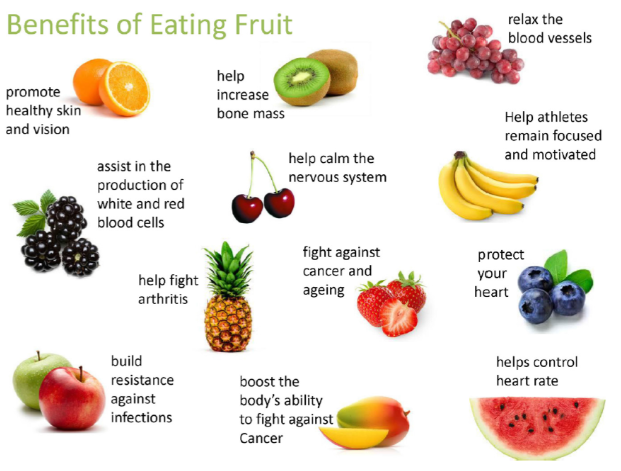 Benefits of Eating Fruit
relax the
blood vessels
promote
healthy skin
and vision
help
increase
bone mass
Help athletes
remain focused
and motivated
assist in the
production of
white and red
blood cells
help calm the
nervous system
help fight
arthritis
fight against
cancer and
ageing
protect
your
heart
build
resistance
against
infections
boost the
body's ability
to fight against
Cancer
helps control
heart rate